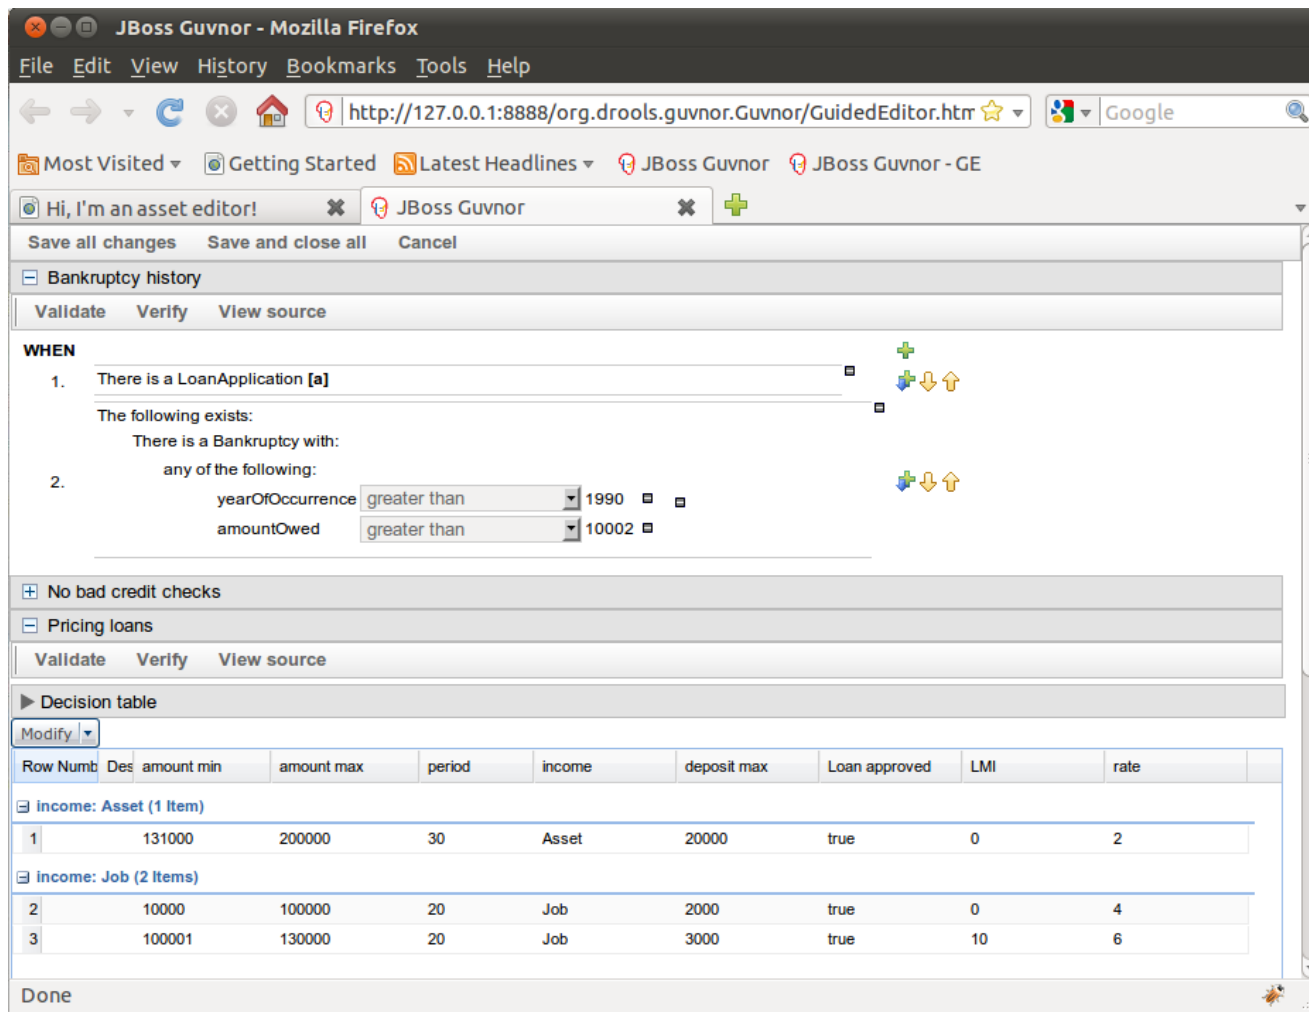 JBoss Guvnor - Mozilla Firefox
File Edit View History Bookmarks Tools Help
http://127.0.0.1:8888/org.drools.guvnor.Guvnor/GuidedEditor.htm Google
Most Visited Getting Started Latest Headlines JBoss Guvnor JBoss Guvnor - GE
Hi, I'm an asset editor! JBoss Guvnor
Save all changes Save and close all Cancel
Bankruptcy history
Validate Verify View source
WHEN
1. There is a LoanApplication [a]
The following exists:
There is a Bankruptcy with:
any of the following:
2.
yearOfOccurrence greater than 1990
amountOwed greater than 10002
No bad credit checks
Pricing loans
Validate Verify View source
Decision table
Modify
Row Numb Des amount min amount max period income deposit max Loan approved LMI rate
income: Asset (1 Item)
1 131000 200000 30 Asset 20000 true 0 2
income: Job (2 Items)
2 10000 100000 20 Job 2000 true 0 4
3 100001 130000 20 Job 3000 true 10 6
Done